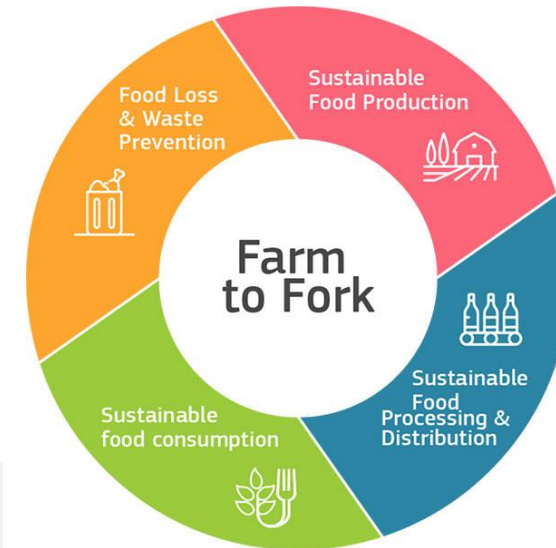 Food Loss
& Waste
Prevention
Sustainable
Food Production
Farm
to Fork
Sustainable
Food
Processing &
Distribution
Sustainable
food consumption